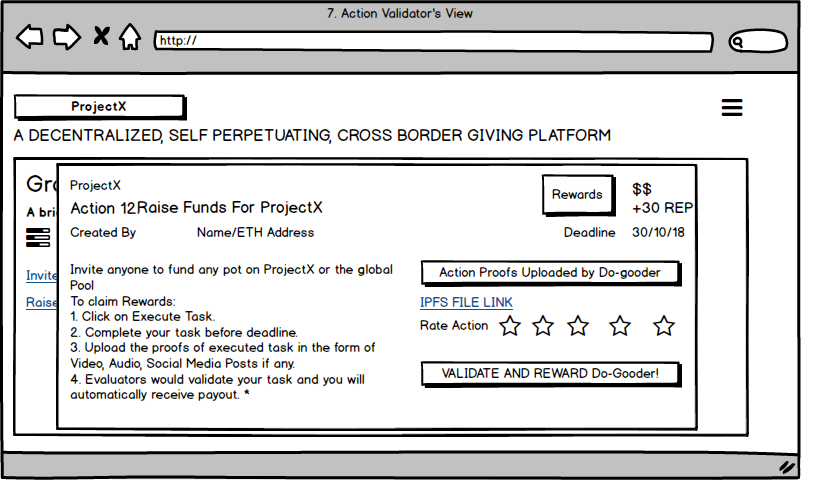 7. Action Validator's View
http://
ProjectX
A DECENTRALIZED, SELF PERPETUATING, CROSS BORDER GIVING PLATFORM
Gro
A bri
Invite
Raise
ProjectX
Action 12Raise Funds For ProjectX
Created By Name/ETH Address
Rewards
$$
+30 REP
Deadline 30/10/18
Invite anyone to fund any pot on ProjectX or the global
Pool
To claim Rewards:
1. Click on Execute Task.
2. Complete your task before deadline.
3. Upload the proofs of executed task in the form of
Video, Audio, Social Media Posts if any.
4. Evaluators would validate your task and you will
automatically receive payout. *
Action Proofs Uploaded by Do-gooder
IPFS FILE LINK
Rate Action
VALIDATE AND REWARD Do-Gooder!